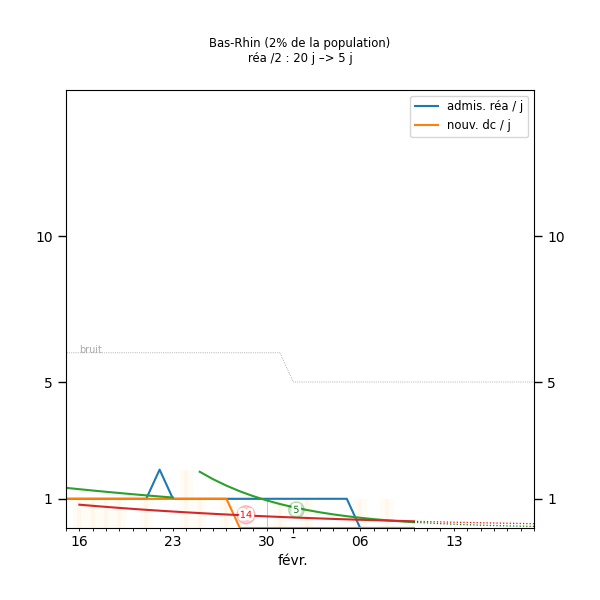 Bas-Rhin (2% de la population)
réa /2 : 20 j –> 5 j
admis. réa / j
nouv. dc / j
10
10
bruit
5
5
1
1
14
5
16
23
30
-
06
13
févr.